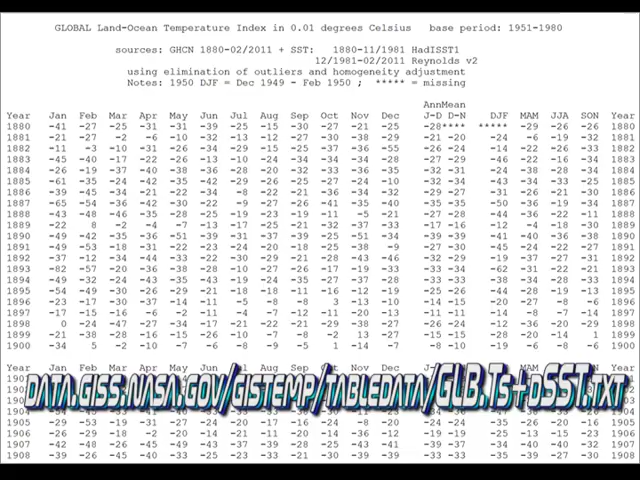 GLOBAL Land-Ocean Temperature Index in 0.01 degrees Celsius base period: 1951-1980
sources: GHCN 1880-02/2011 + SST: 1880-11/1981 HadISST1
12/1981-02/2011 Reynolds v2
using elimination of outliers and homogeneity adjustment
Notes: 1950 DJF = Dec 1949 - Feb 1950 ; ***** = missing
AnnMean
Year Jan Feb Mar Apr May Jun Jul Aug Sep Oct Nov Dec J-D D-N DJF MAM JJA SON Year
1880 -41 -27 -25 -31 -31 -39 -25 -15 -30 -27 -21 -25 -28**** ***** -29 -26 -26 1880
1881 -21 -27 -2 -6 -10 -32 -13 -12 -27 -30 -38 -29 -21 -20 -24 -6 -19 -32 1881
1882 -11 -3 -10 -31 -26 -34 -29 -15 -25 -37 -36 -55 -26 -24 -14 -22 -26 -33 1882
1883 -45 -40 -17 -22 -26 -13 -10 -24 -34 -34 -34 -28 -27 -29 -46 -22 -16 -34 1883
1884 -26 -19 -37 -40 -38 -36 -28 -20 -32 -33 -36 -35 -32 -31 -24 -38 -28 -34 1884
1885 -61 -35 -24 -42 -35 -42 -29 -26 -25 -27 -24 -10 -32 -34 -43 -34 -33 -25 1885
1886 -39 -45 -34 -21 -22 -34 -8 -22 -21 -36 -34 -32 -29 -27 -31 -26 -21 -30 1886
1887 -65 -54 -36 -42 -30 -22 -9 -27 -26 -41 -35 -40 -35 -35 -50 -36 -19 -34 1887
1888 -43 -48 -46 -35 -28 -25 -19 -23 -19 -11 -5 -21 -27 -28 -44 -36 -22 -11 1888
1889 -22 8 -2 -4 -7 -13 -17 -25 -21 -32 -37 -31 -17 -16 -12 -4 -18 -30 1889
1890 -49 -42 -35 -36 -51 -39 -31 -37 -36 -27 -51 -34 -39 -39 -41 -40 -36 -38 1890
1891 -49 -53 -18 -31 -22 -23 -24 -20 -18 -25 -38 -9 -27 -30 -45 -24 -22 -27 1891
1892 -37 -12 -34 -44 -33 -22 -30 -29 -21 -28 -43 -46 -32 -29 -19 -37 -27 -31 1892
1893 -82 -57 -20 -36 -38 -28 -10 -27 -26 -17 -19 -33 -33 -34 -62 -31 -22 -21 1893
1894 -49 -32 -24 -43 -35 -43 -19 -24 -25 -17 -30 -25 -30 -31 -38 -34 -28 -24 1894
1895 -54 -49 -30 -26 -29 -21 -18 -18 -11 -16 -12 -19 -25 -26 -44 -28 -19 -13 1895
1896 -23 -17 -30 -37 -14 -11 -5 -8 -8 3 -10 -13 -14 -15 -20 -27 -8 -6 1896
1897 -17 -15 -16 -6 -2 -11 -4 -7 -12 -11 -20 -13 -11 -11 -14 -8 -7 -14 1897
1898 0 -24 -47 -27 -34 -17 -21 -22 -21 -29 -38 -26 -26 -24 -12 -36 -20 -29 1898
1899 -21 -38 -28 -16 -15 -26 -10 -7 -8 -2 13 -27 -15 -15 -28 -20 -14 1 1899
1900 -34 5 -2 -10 -7 -6 -8 -9 -5 1 -14 -7 -8 -10 -19 -6 -8 -6 1900
Year
DATA.GISS.NASA.GOV/GISTEMP/TABLEDATA/GLB.TS+DSST.TXT
1905 -29 -53 -19 -31 -27 -24 -20 -17 -16 -24 -8 -20 -24 -25 -38 -26 -20 -16 1905
1906 -26 -29 -18 -2 -20 -14 -21 -11 -20 -14 -36 -12 -19 -19 -25 -13 -15 -23 1906
1907 -42 -48 -26 -45 -49 -43 -37 -39 -28 -25 -43 -41 -39 -37 -34 -40 -40 -32 1907
1908 -39 -26 -45 -40 -35 -33 -33 -33 1908